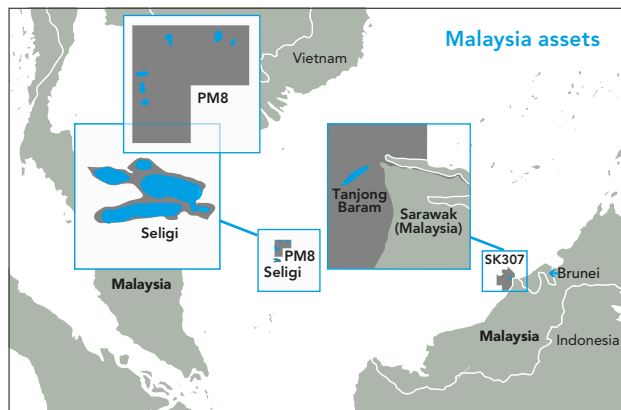 Malaysia assets
Vietnam
PM8
Seligi
Tanjong
Baram
Sarawak
(Malaysia)
PM8
Seligi
SK307
Brunei
Malaysia
Malaysia
Indonesia